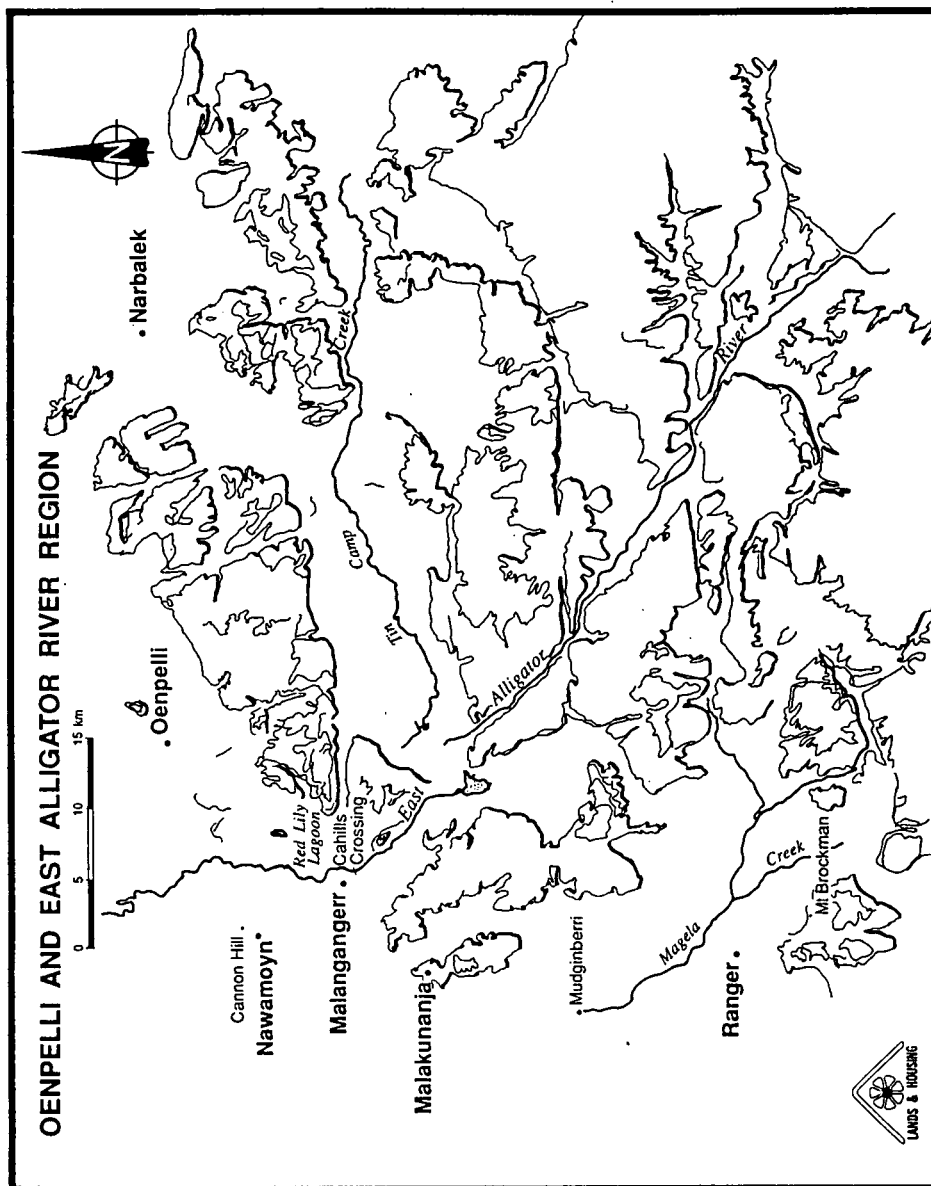 OENPELLI AND EAST ALLIGATOR RIVER REGION
0 5 10 15 km
N
Narbalek
Oenpelli
Cannon Hill
Nawamoyn
Red Lily
Lagoon
Cahills
Crossing
Malangangerr
Malakunanja
Tin Camp Creek
East Alligator River
Mudginberri
Magela Creek
Ranger
Mt Brockman
LANDS & HOUSING